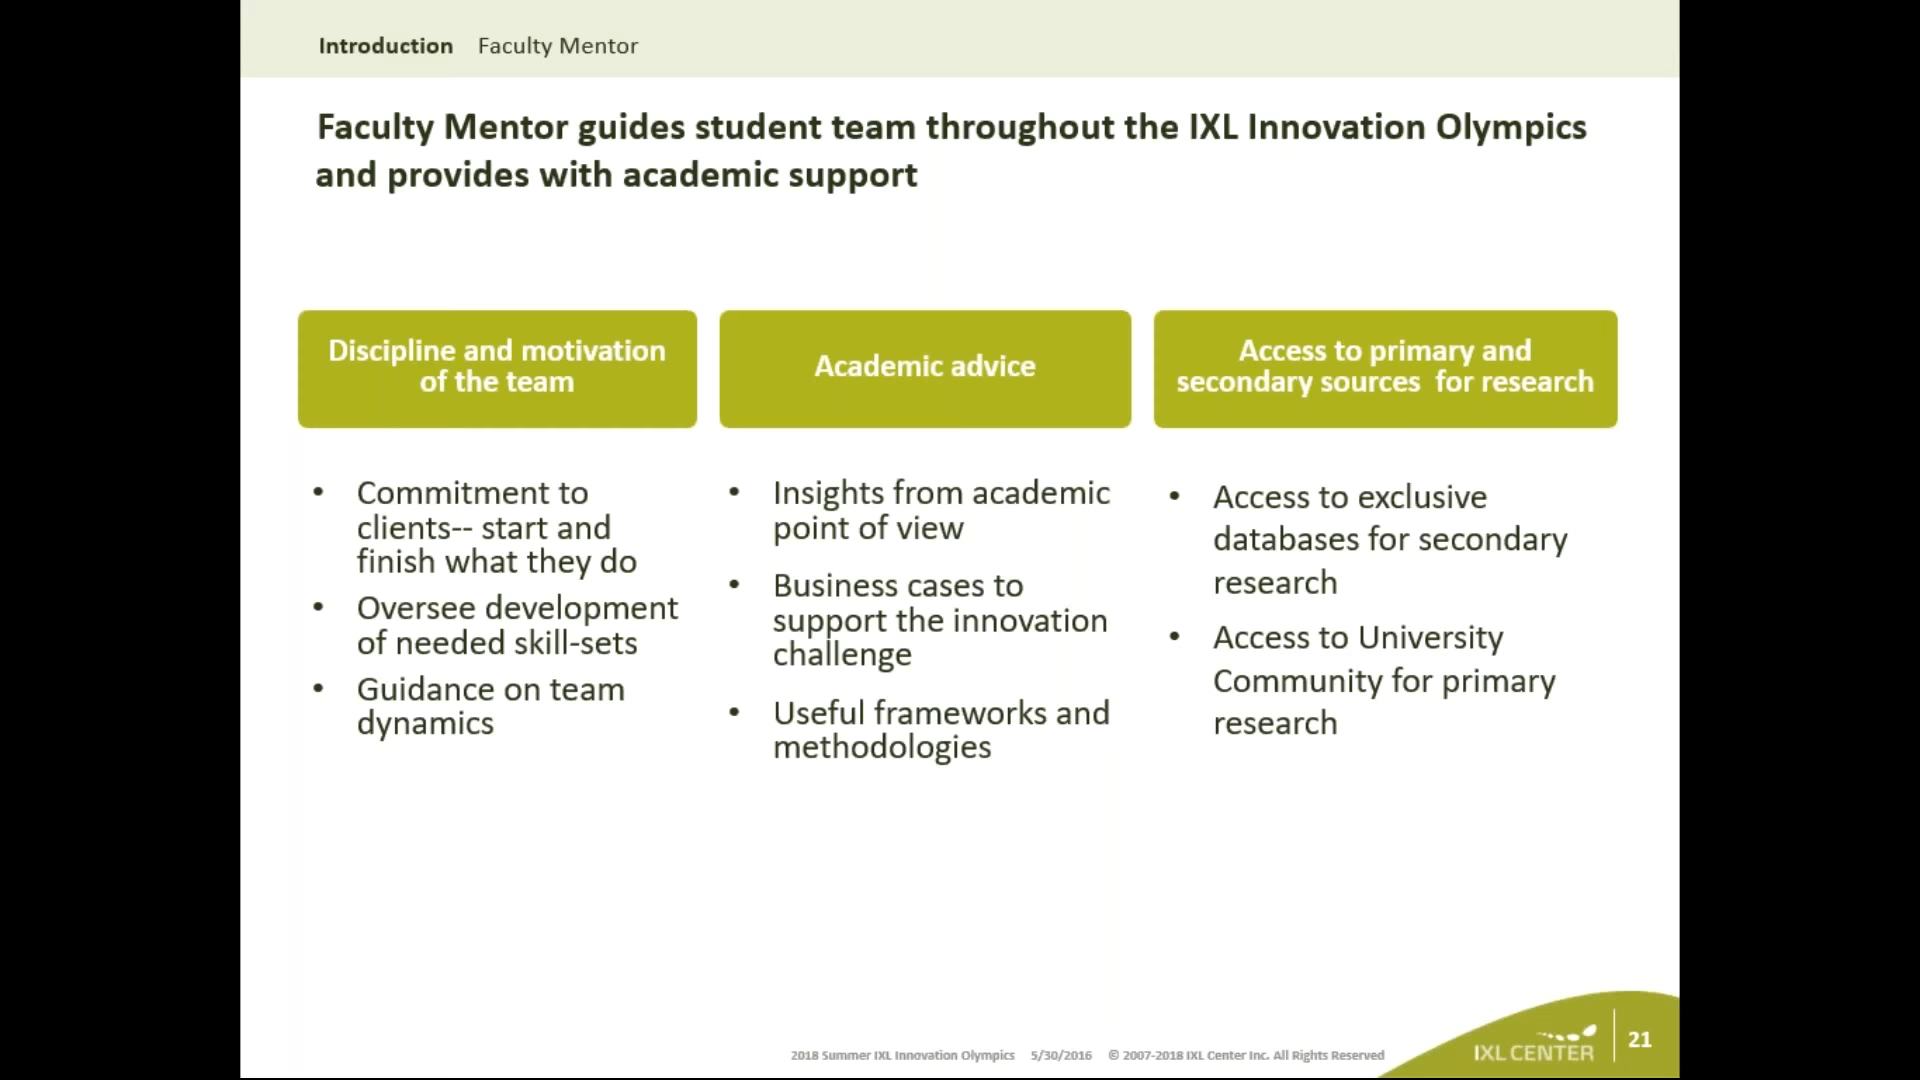 Introduction Faculty Mentor
Faculty Mentor guides student team throughout the IXL Innovation Olympics
and provides with academic support
Discipline and motivation
of the team
Commitment to
clients-- start and
finish what they do
Oversee development
of needed skill-sets
Guidance on team
dynamics
Academic advice
Insights from academic
point of view
Business cases to
support the innovation
challenge
Useful frameworks and
methodologies
Access to primary and
secondary sources  for research
Access to exclusive
databases for secondary
research
Access to University
Community for primary
research
2018 Summer IXL Innovation Olympics 5/30/2016 © 2007-2018 IXL Center Inc. All Rights Reserved
IXL CENTER
21